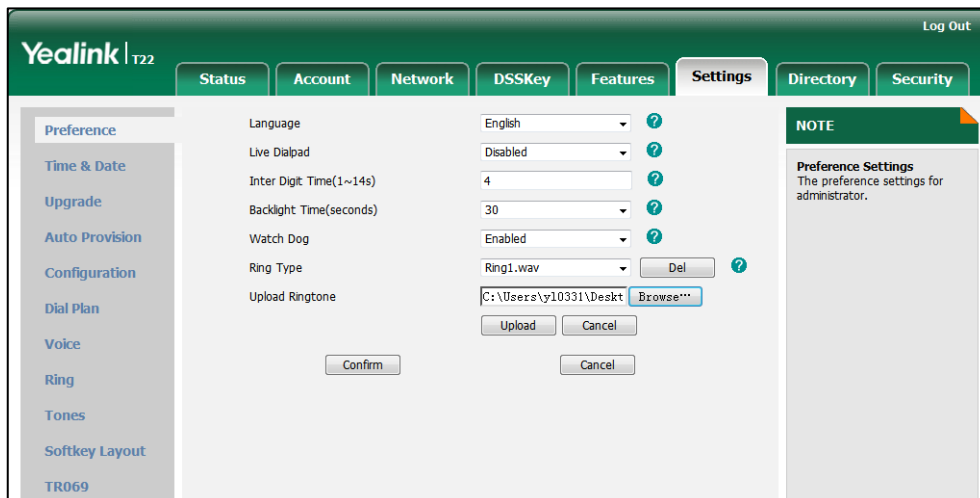 Log Out
Yealink T22
Status Account Network DSSKey Features Settings Directory Security
Preference
Time & Date
Upgrade
Auto Provision
Configuration
Dial Plan
Voice
Ring
Tones
Softkey Layout
TR069
Language English ?
Live Dialpad Disabled ?
Inter Digit Time(1~14s) 4 ?
Backlight Time(seconds) 30 ?
Watch Dog Enabled ?
Ring Type Ring1.wav Del ?
Upload Ringtone C:\Users\yl0331\Deskt Browse…
Upload Cancel
Confirm Cancel
NOTE
Preference Settings
The preference settings for
administrator.